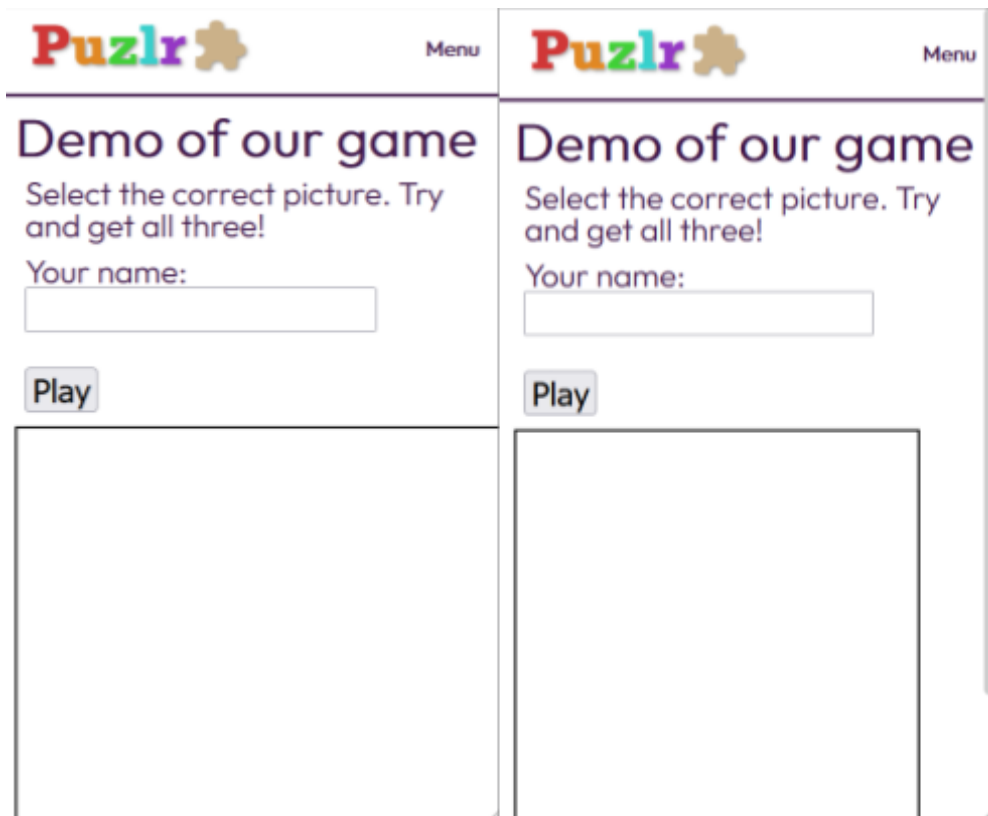 Puzlr
Menu
Demo of our game
Select the correct picture. Try
and get all three!
Your name:
Play
Puzlr
Menu
Demo of our game
Select the correct picture. Try
and get all three!
Your name:
Play